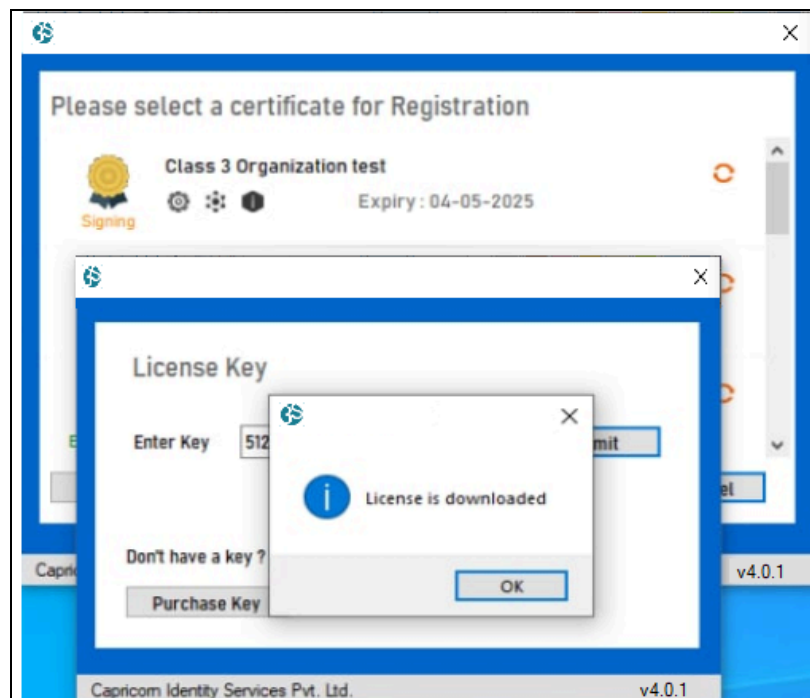 Please select a certificate for Registration
Class 3 Organization test
Expiry : 04-05-2025
Signing
License Key
Enter Key 512
License is downloaded
OK
Don't have a key ?
Purchase Key
v4.0.1
Capricorn Identity Services Pvt. Ltd. v4.0.1